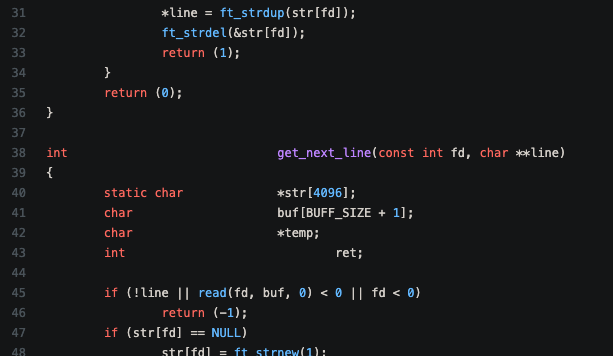 31 *line = ft_strdup(str[fd]);
32 ft_strdel(&str[fd]);
33 return (1);
34 }
35 return (0);
36 }
37
38 int get_next_line(const int fd, char **line)
39 {
40 static char *str[4096];
41 char buf[BUFF_SIZE + 1];
42 char *temp;
43 int ret;
44
45 if (!line || read(fd, buf, 0) < 0 || fd < 0)
46 return (-1);
47 if (str[fd] == NULL)
48 str[fd] = ft_strnew(1);